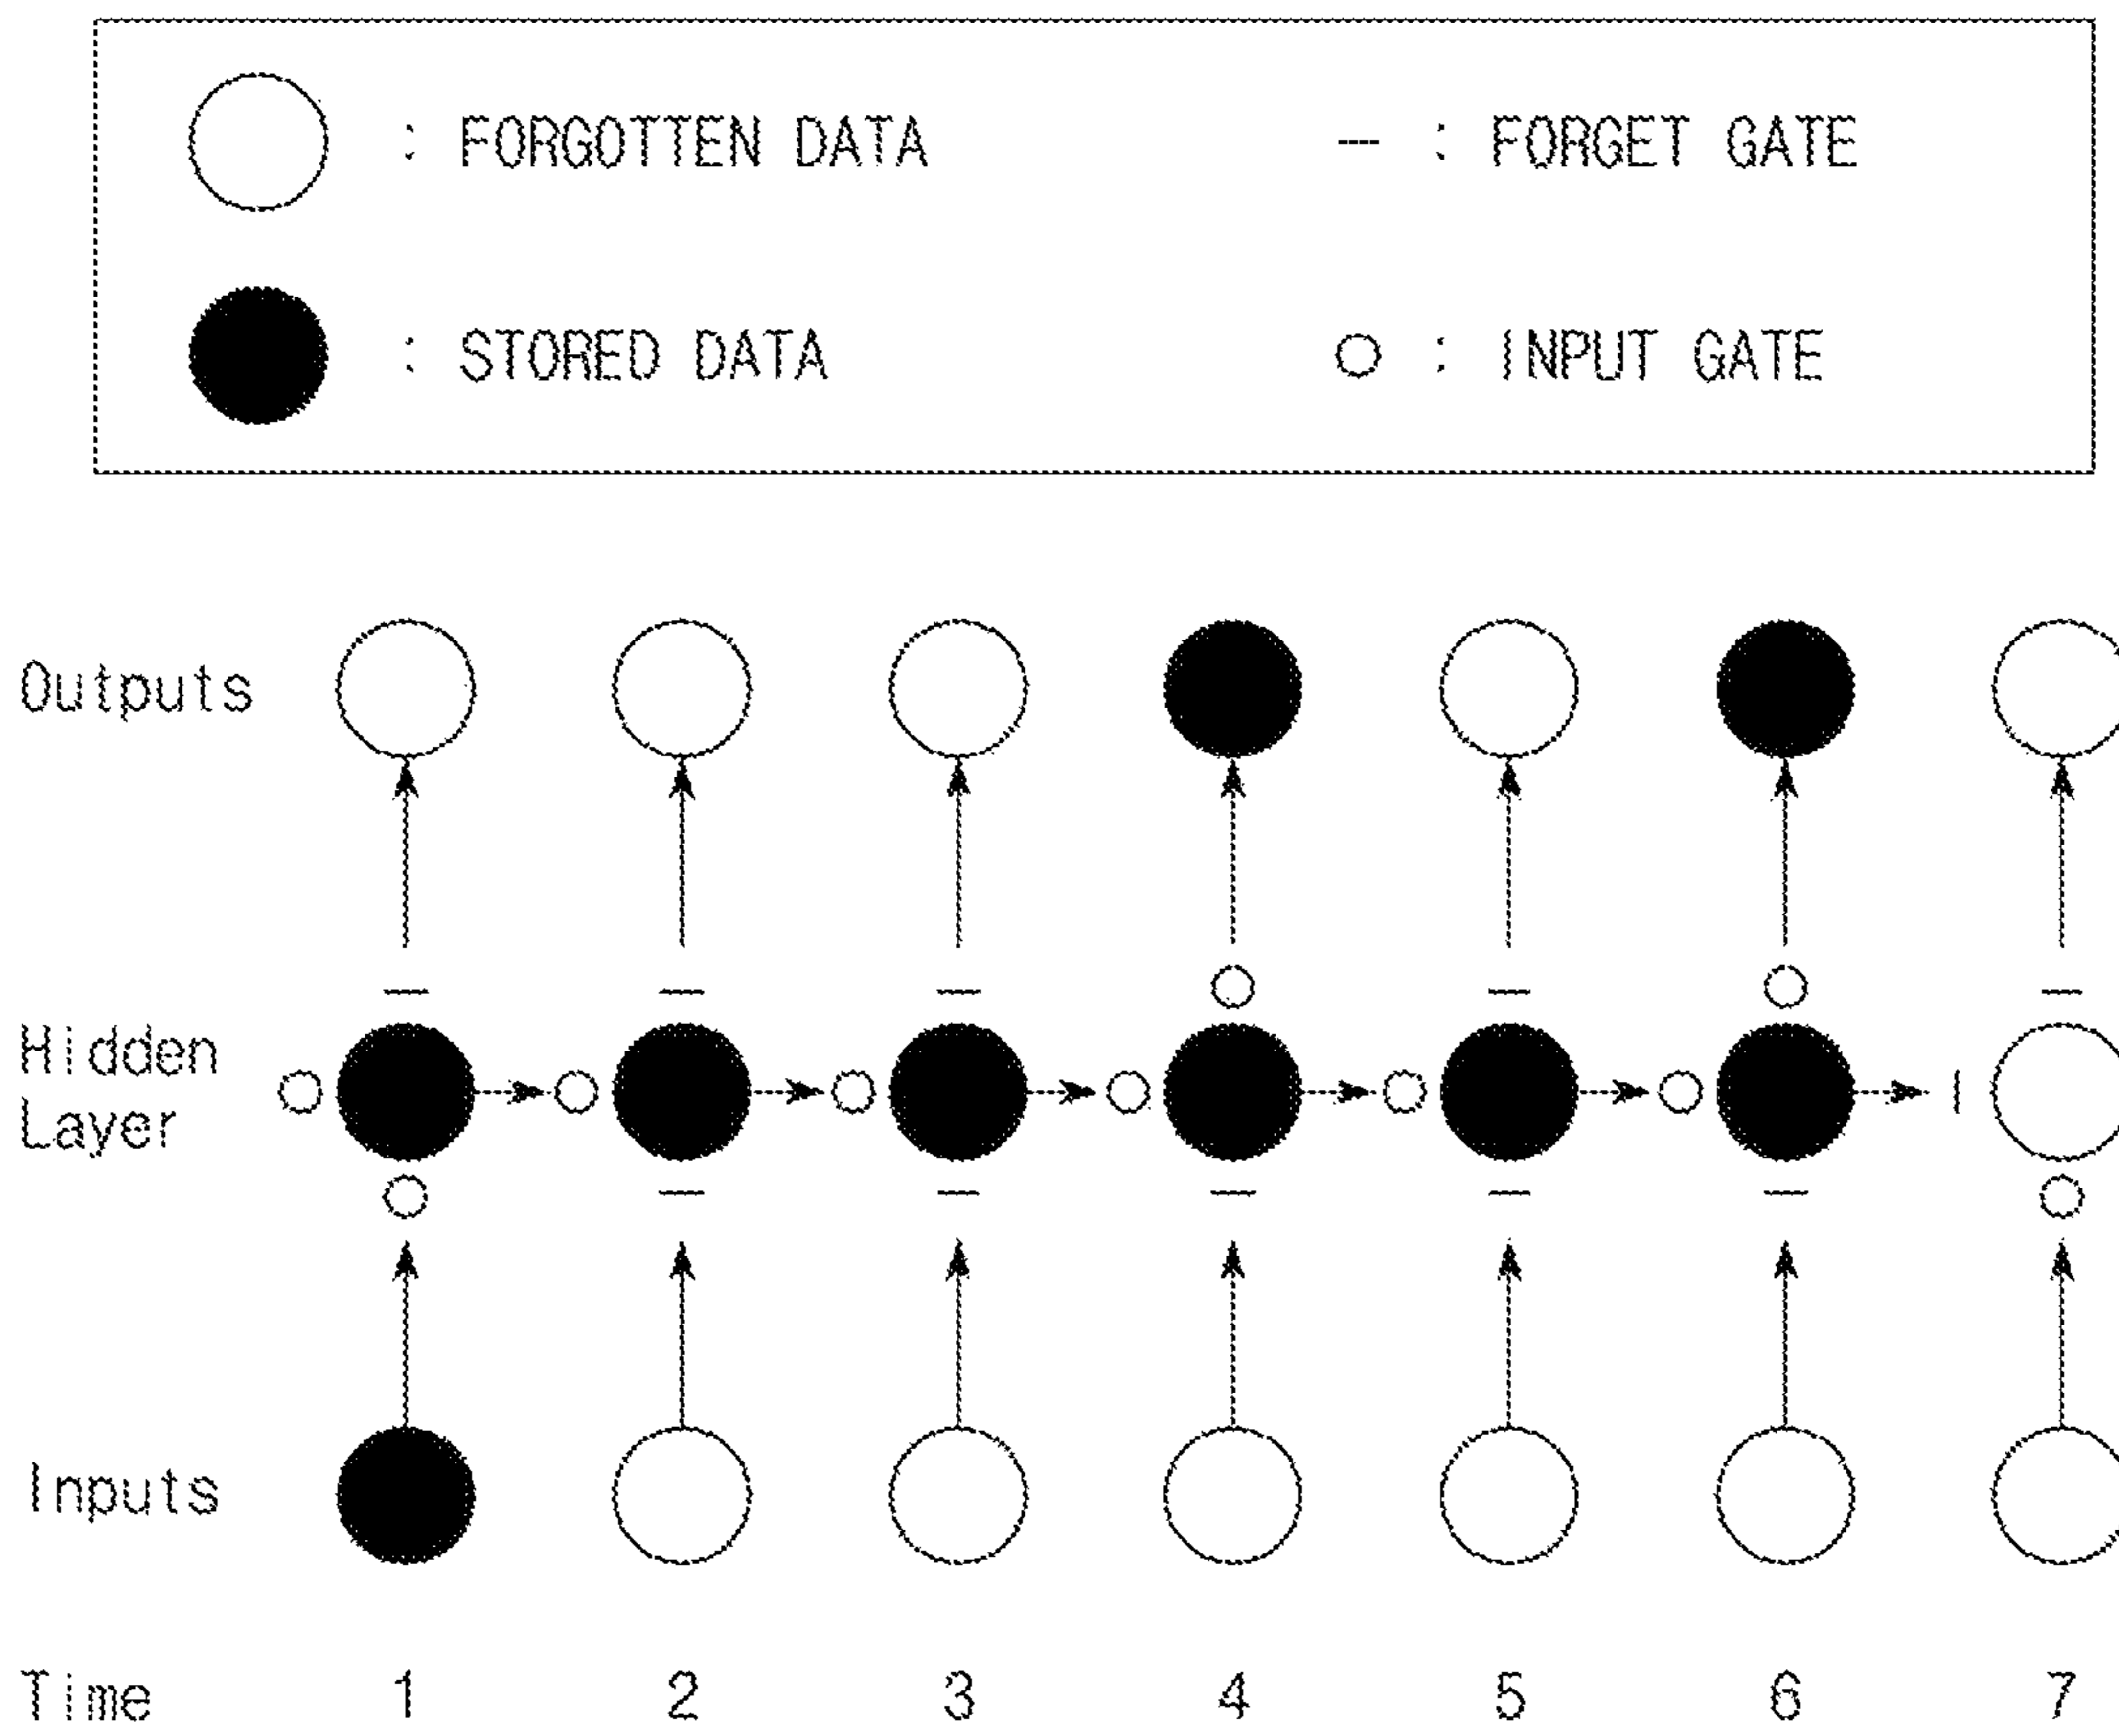 : FORGOTTEN DATA
— : FORGET GATE
: STORED DATA
: INPUT GATE
Outputs
Hidden
Layer
Inputs
Time 1 2 3 4 5 6 7